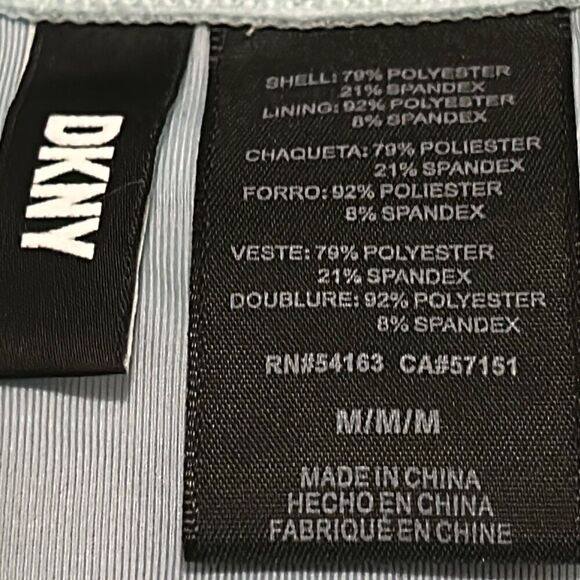 DKNY
SHELL: 79% POLYESTER
21% SPANDEX
LINING: 92% POLYESTER
8% SPANDEX
CHAQUETA: 79% POLIESTER
21% SPANDEX
FORRO: 92% POLIESTER
8% SPANDEX
VESTE: 79% POLYESTER
21% SPANDEX
DOUBLURE: 92% POLYESTER
8% SPANDEX
RN#54163 CA#57151
M/M/M
MADE IN CHINA
HECHO EN CHINA
FABRIQUÉ EN CHINE